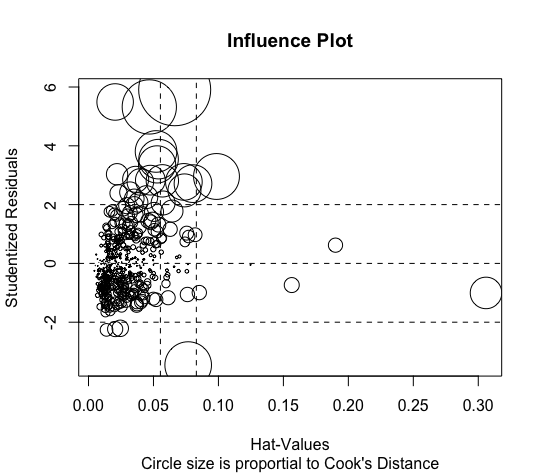 Influence Plot
Studentized Residuals
6
4
2
0
-2
0.00 0.05 0.10 0.15 0.20 0.25 0.30
Hat-Values
Circle size is proportial to Cook's Distance